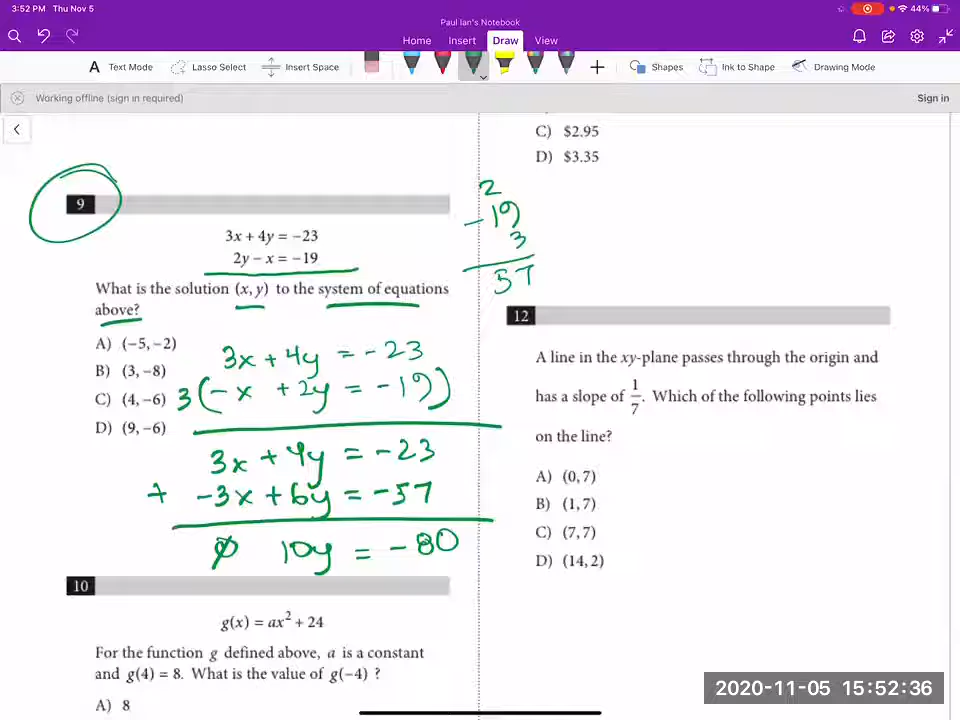 3:52 PM Thu Nov 5
44%
Paul Ian's Notebook
Home Insert Draw View
A Text Mode Lasso Select Insert Space Shapes Ink to Shape Drawing Mode
Working offline (sign in required) Sign in
9
3x + 4y = −23
2y − x = −19
What is the solution (x, y) to the system of equations
above?
A) (−5, −2)
B) (3, −8)
C) (4, −6)
D) (9, −6)
3x + 4y = -23
3(-x + 2y = -19)
3x + 4y = -23
+ -3x + 6y = -57
0 10y = -80
2
-19
3
57
10
g(x) = ax² + 24
For the function g defined above, a is a constant
and g(4) = 8. What is the value of g(−4) ?
A) 8
C) $2.95
D) $3.35
12
A line in the xy-plane passes through the origin and
has a slope of 1/7. Which of the following points lies
on the line?
A) (0, 7)
B) (1, 7)
C) (7, 7)
D) (14, 2)
2020-11-05 15:52:36